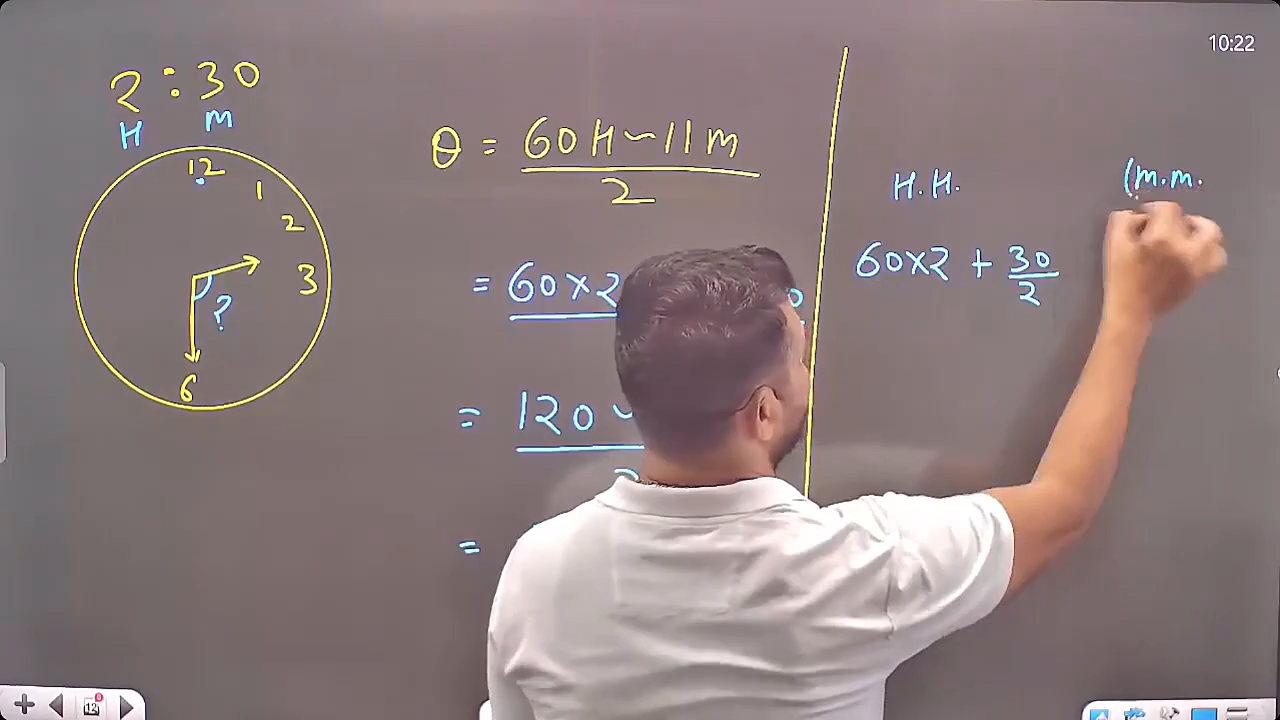 10:22
2 : 30
H M
12
1
2
3
6
?
θ = 60H ~ 11m / 2
= 60×2
= 120 ~
=
H.H. (m.m.
60×2 + 30/2
12